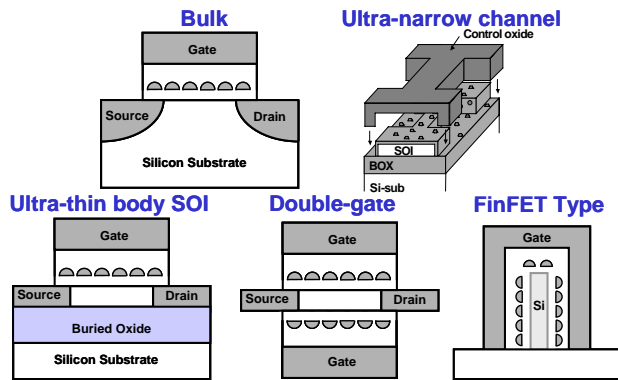 Bulk
Gate
Source
Drain
Silicon Substrate
Ultra-narrow channel
Control oxide
SOI
BOX
Si-sub
Ultra-thin body SOI
Gate
Source
Drain
Buried Oxide
Silicon Substrate
Double-gate
Gate
Source
Drain
Gate
FinFET Type
Gate
Si